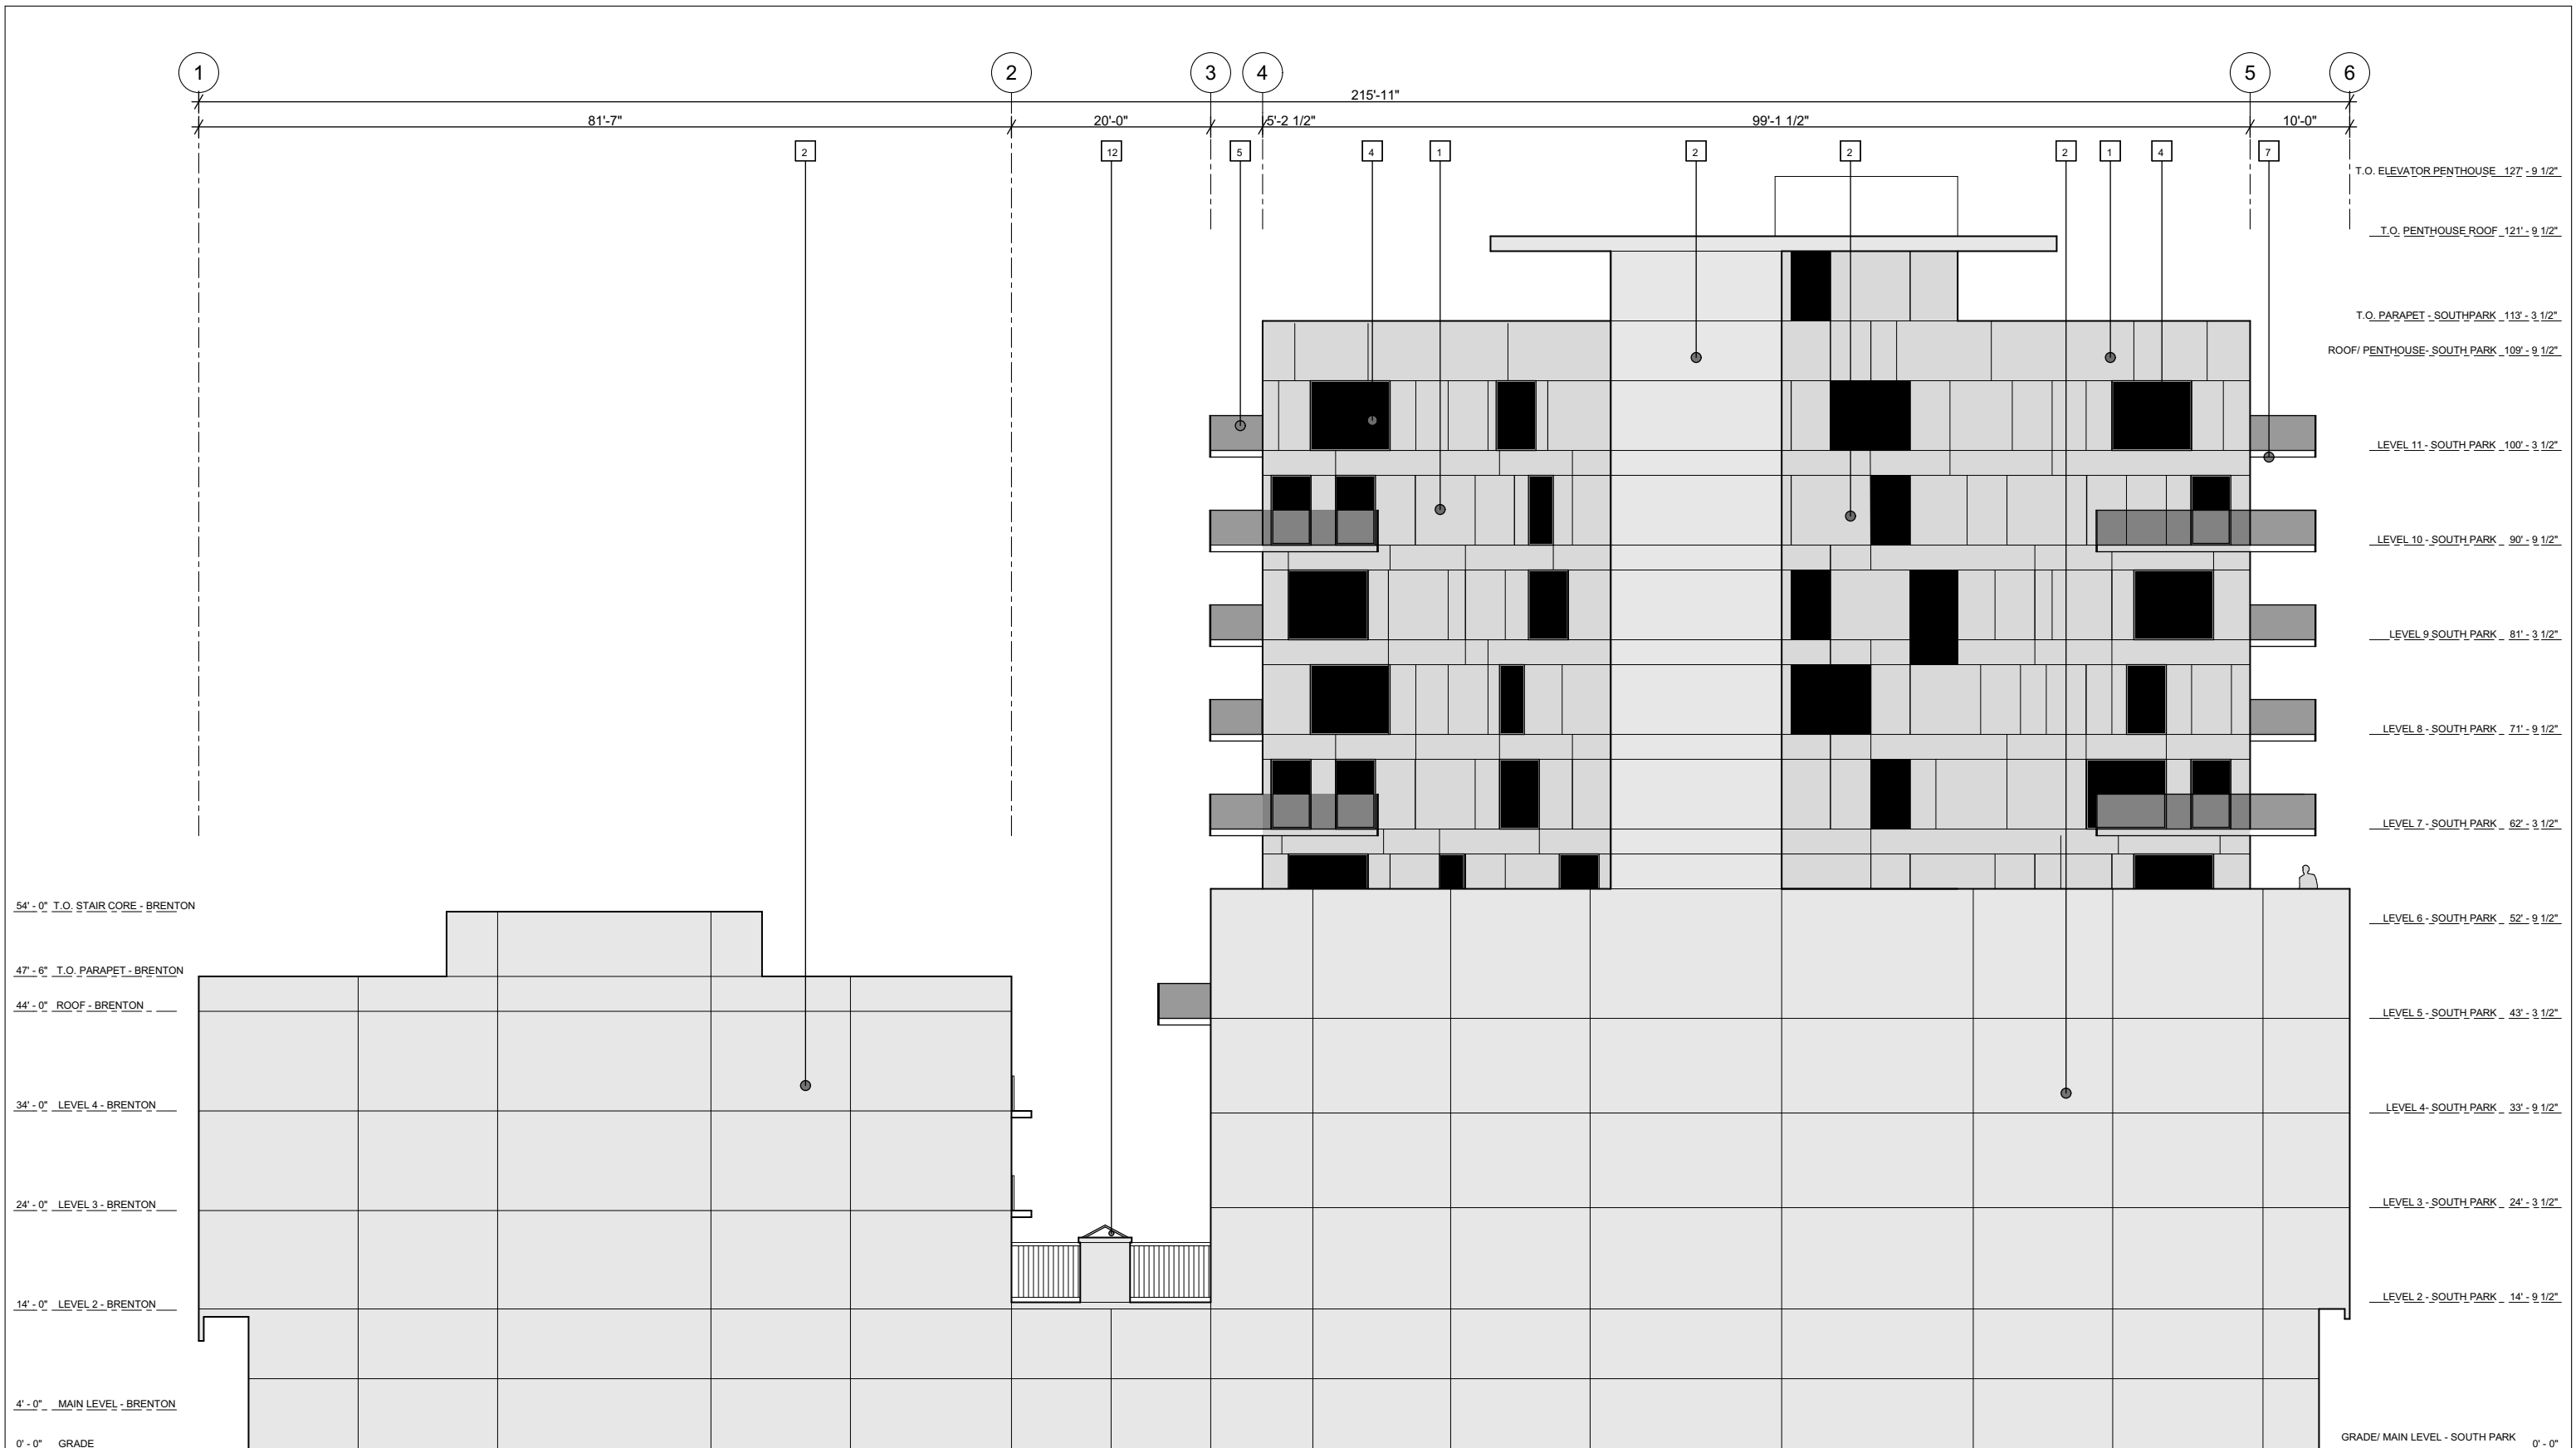 1 2 3 4 5 6
215'-11"
81'-7" 20'-0" 5'-2 1/2" 99'-1 1/2" 10'-0"
2 12 5 4 1 2 2 2 1 4 7
T.O. ELEVATOR PENTHOUSE 127' - 9 1/2"
T.O. PENTHOUSE ROOF 121' - 9 1/2"
T.O. PARAPET - SOUTHPARK 113' - 3 1/2"
ROOF/ PENTHOUSE- SOUTH PARK 109' - 9 1/2"
LEVEL 11 - SOUTH PARK 100' - 3 1/2"
LEVEL 10 - SOUTH PARK 90' - 9 1/2"
LEVEL 9 SOUTH PARK 81' - 3 1/2"
LEVEL 8 - SOUTH PARK 71' - 9 1/2"
LEVEL 7 - SOUTH PARK 62' - 3 1/2"
54' - 0" T.O. STAIR CORE - BRENTON
LEVEL 6 - SOUTH PARK 52' - 9 1/2"
47' - 6" T.O. PARAPET - BRENTON
44' - 0" ROOF - BRENTON
LEVEL 5 - SOUTH PARK 43' - 3 1/2"
34' - 0" LEVEL 4 - BRENTON
LEVEL 4- SOUTH PARK 33' - 9 1/2"
24' - 0" LEVEL 3 - BRENTON
LEVEL 3 - SOUTH PARK 24' - 3 1/2"
14' - 0" LEVEL 2 - BRENTON
LEVEL 2 - SOUTH PARK 14' - 9 1/2"
4' - 0" MAIN LEVEL - BRENTON
0' - 0" GRADE
GRADE/ MAIN LEVEL - SOUTH PARK 0' - 0"